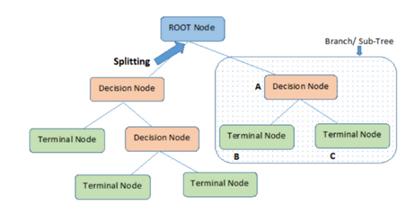 ROOT Node
Branch/ Sub-Tree
Splitting
Decision Node
A Decision Node
Terminal Node
Decision Node
Terminal Node
Terminal Node
B
C
Terminal Node
Terminal Node